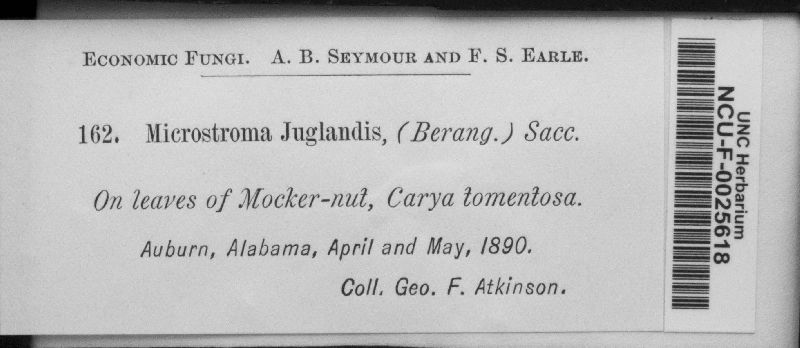 Economic Fungi. A. B. Seymour and F. S. Earle.
162. Microstroma Juglandis, (Berang.) Sacc.
On leaves of Mocker-nut, Carya tomentosa.
Auburn, Alabama, April and May, 1890.
Coll. Geo. F. Atkinson.
UNC Herbarium
NCU-F-0025618